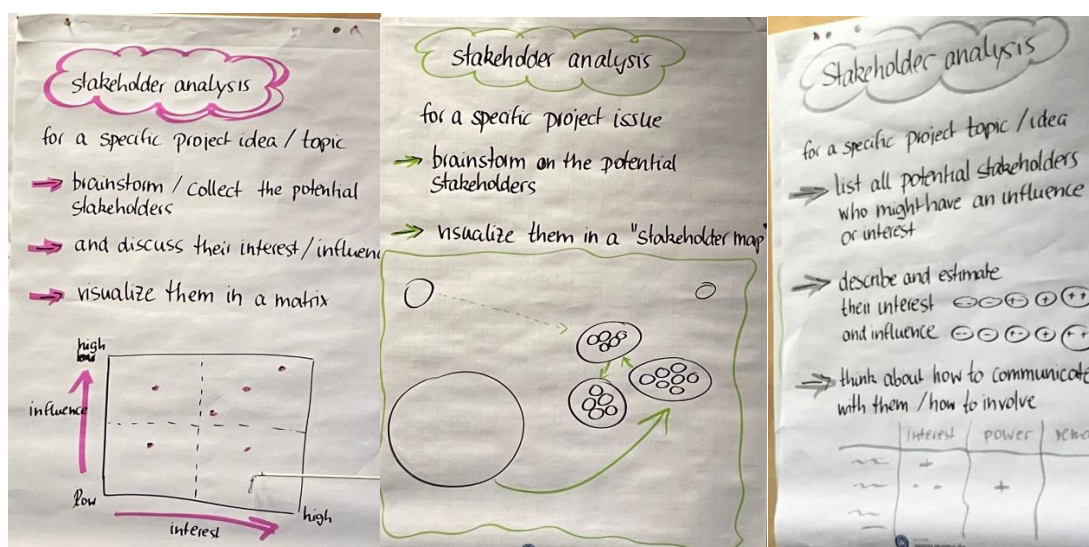 stakeholder analysis
for a specific project idea / topic
→ brainstorm / collect the potential
stakeholders
→ and discuss their interest / influen
→ visualize them in a matrix
high
influence
low
interest
high
stakeholder analysis
for a specific project issue
→ brainstorm on the potential
stakeholders
→ visualize them in a "stakeholder map"
Stakeholder analysis
for a specific project topic / idea
→ list all potential stakeholders
who might have an influence
or interest
→ describe and estimate
their interest (--) (-) (+-) (+) (++)
and influence (--) (-) (+-) (+) (++)
→ think about how to communicate
with them / how to involve
interest power rema
+
- - +